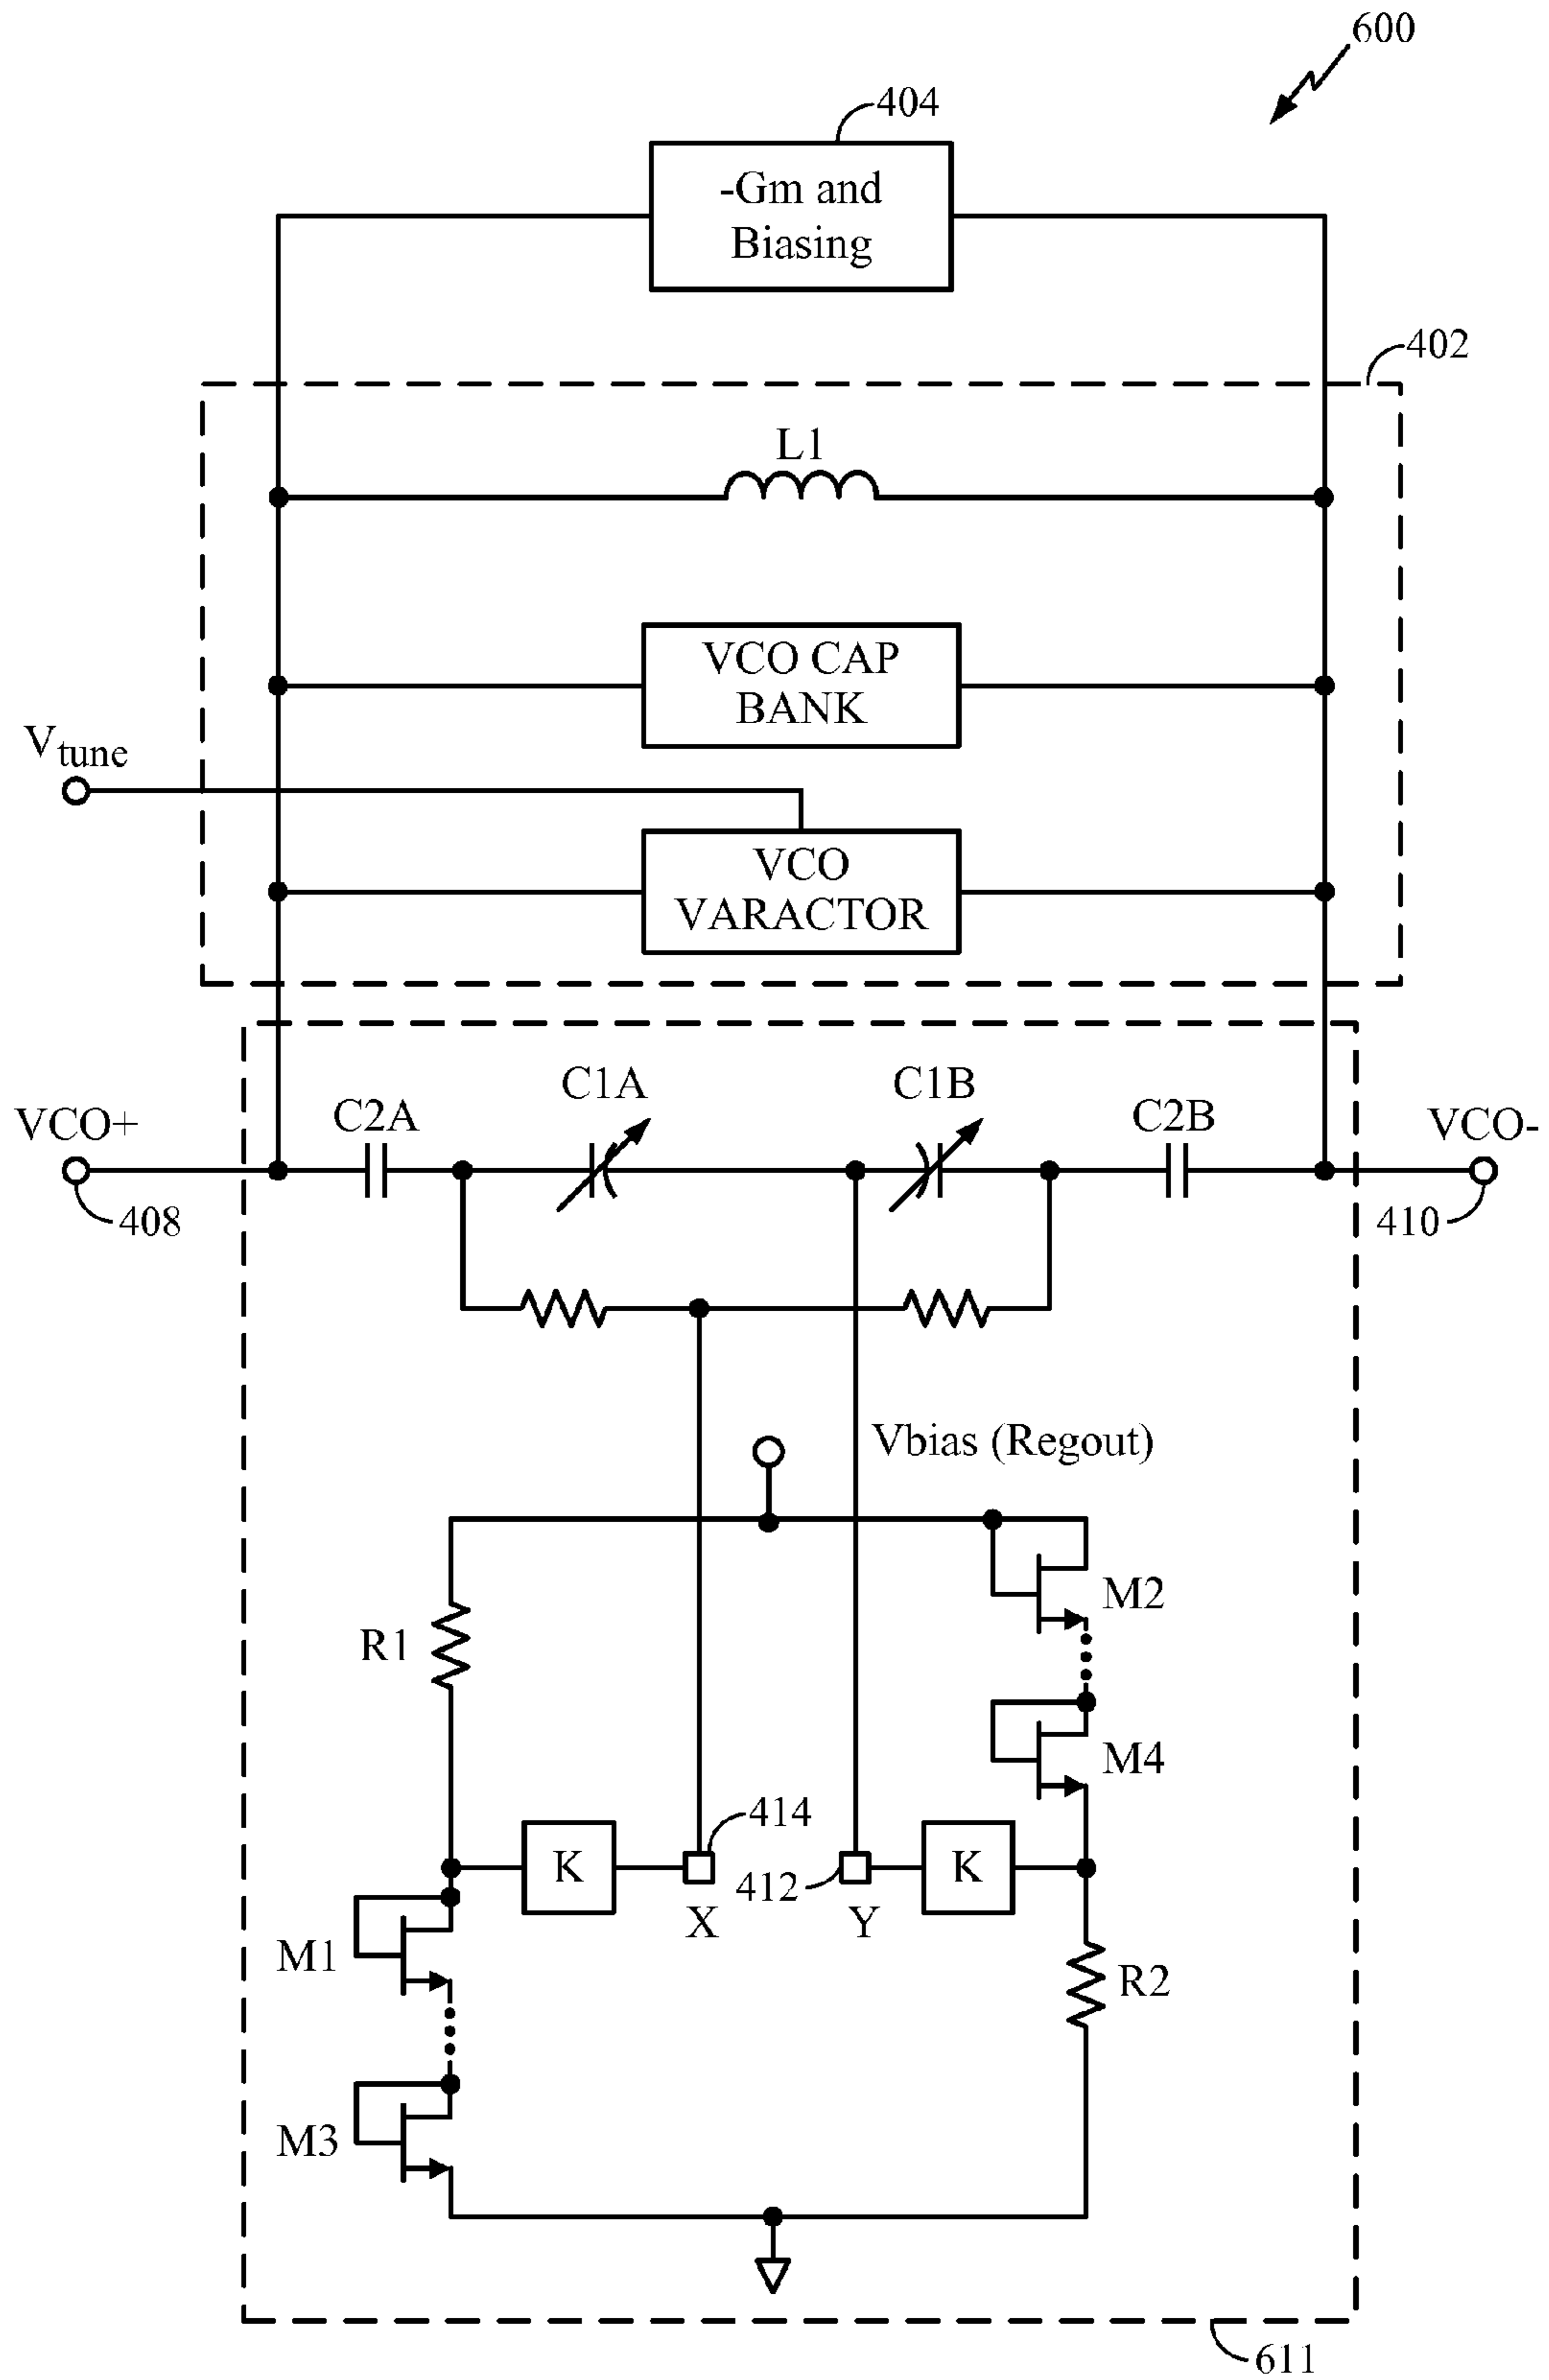 600
404
-Gm and
Biasing
402
L1
VCO CAP
BANK
Vtune
VCO
VARACTOR
C1A
C1B
C2A
C2B
VCO+
VCO-
408
410
Vbias (Regout)
M2
R1
M4
414
K
K
412
X
Y
M1
R2
M3
611